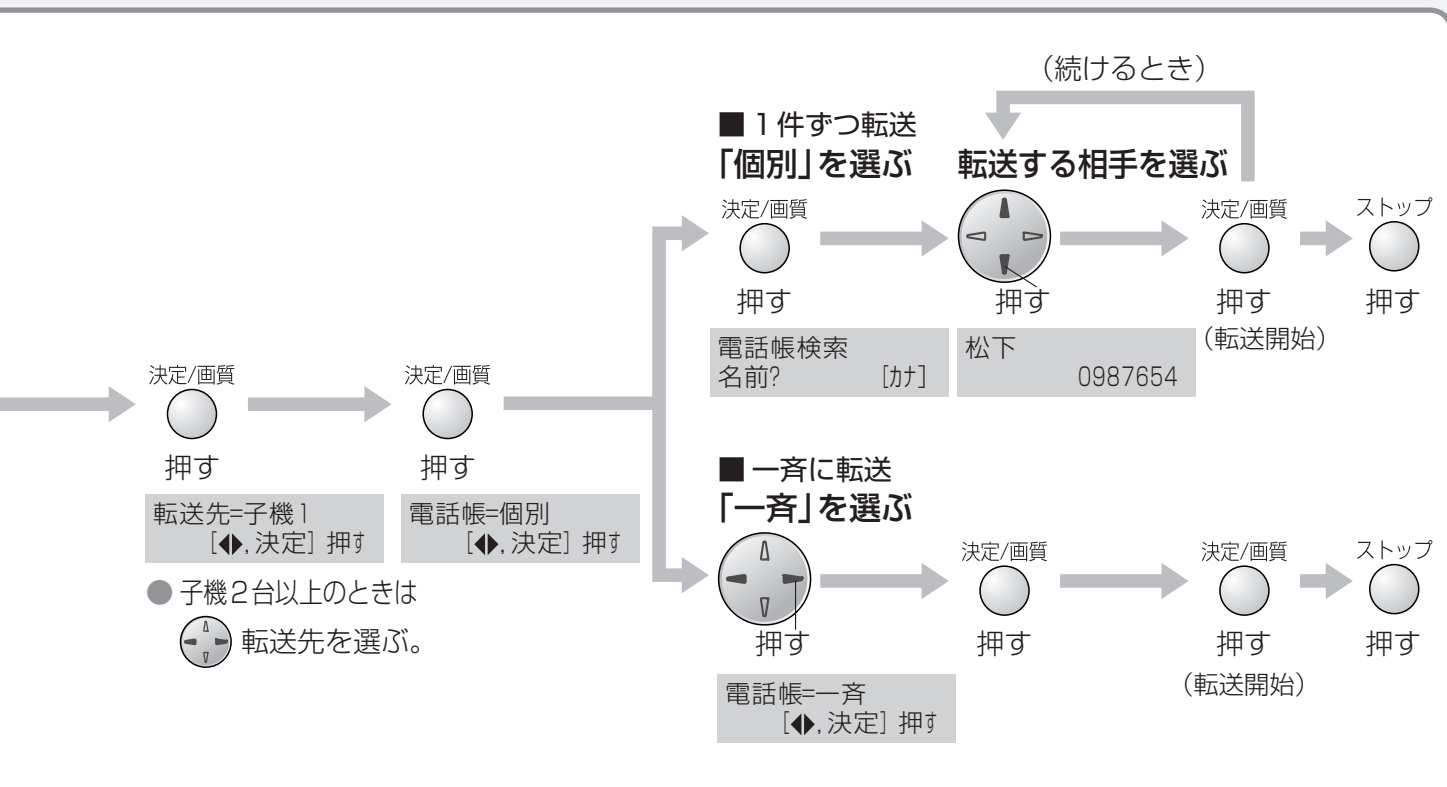 決定/画質
押す
転送先=子機1
[◆,決定] 押す
● 子機2台以上のときは
転送先を選ぶ。
決定/画質
押す
電話帳=個別
[◆,決定] 押す
■ 1件ずつ転送
「個別」を選ぶ
決定/画質
押す
電話帳検索
名前? [カナ]
(続けるとき)
転送する相手を選ぶ
押す
松下
0987654
決定/画質
押す
(転送開始)
ストップ
押す
■ 一斉に転送
「一斉」を選ぶ
押す
電話帳=一斉
[◆,決定] 押す
決定/画質
押す
決定/画質
押す
(転送開始)
ストップ
押す